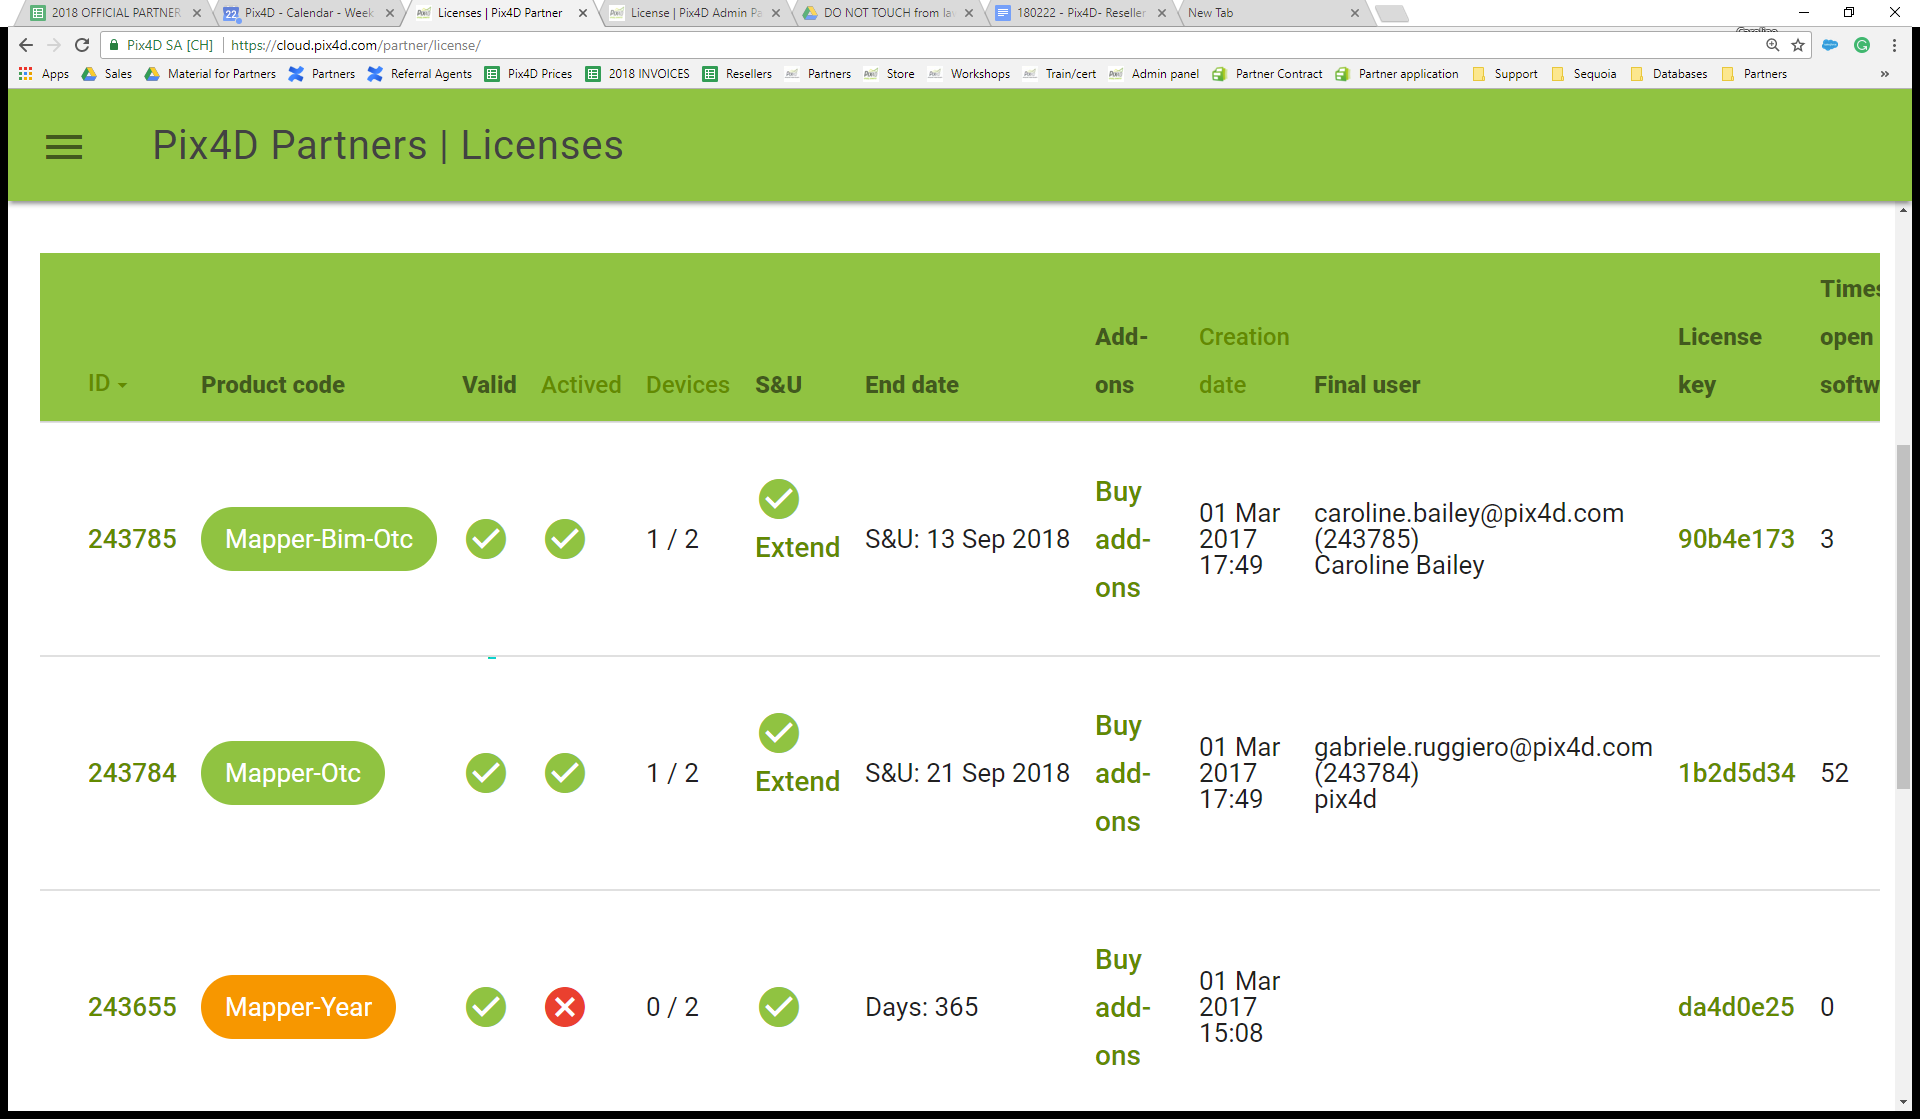 2018 OFFICIAL PARTNER
Pix4D - Calendar - Week
Licenses | Pix4D Partner
License | Pix4D Admin Pa
DO NOT TOUCH from
180222 - Pix4D- Reseller
New Tab
Pix4D SA [CH]
https://cloud.pix4d.com/partner/license/
Apps
Sales
Material for Partners
Partners
Referral Agents
Pix4D Prices
2018 INVOICES
Resellers
Partners
Store
Workshops
Train/cert
Admin panel
Partner Contract
Partner application
Support
Sequoia
Databases
Partners
»
Pix4D Partners | Licenses
ID
Product code
Valid
Actived
Devices
S&U
End date
Add-
ons
Creation
date
Final user
License
key
Times
open
softw
243785
Mapper-Bim-Otc
1 / 2
Extend
S&U: 13 Sep 2018
Buy
add-
ons
01 Mar
2017
17:49
caroline.bailey@pix4d.com
(243785)
Caroline Bailey
90b4e173
3
243784
Mapper-Otc
1 / 2
Extend
S&U: 21 Sep 2018
Buy
add-
ons
01 Mar
2017
17:49
gabriele.ruggiero@pix4d.com
(243784)
pix4d
1b2d5d34
52
243655
Mapper-Year
0 / 2
Days: 365
Buy
add-
ons
01 Mar
2017
15:08
da4d0e25
0